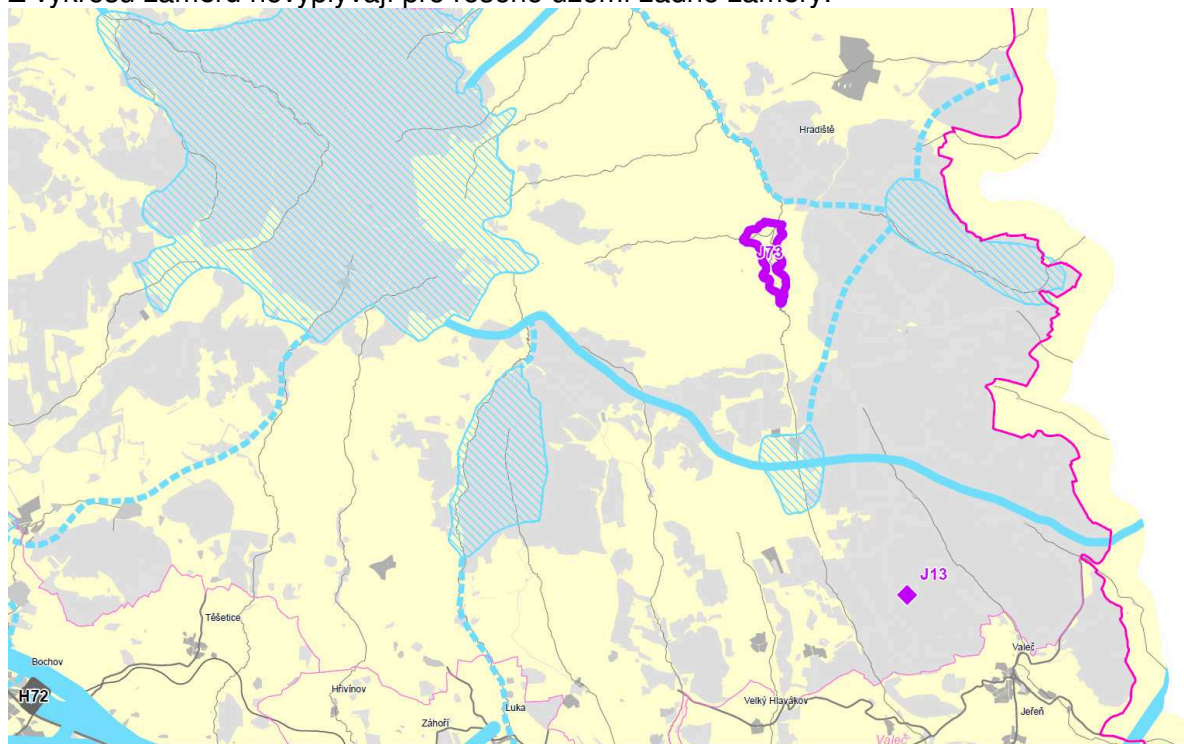 Z výkresu záměrů nevyplývají pro řešené území žádné záměry.
Hradiště
J73
J13
Těšetice
Valeč
Bochov
H72
Hřivínov
Velký Hlavákov
Luka
Jeřeň
Záhoří
Valeč